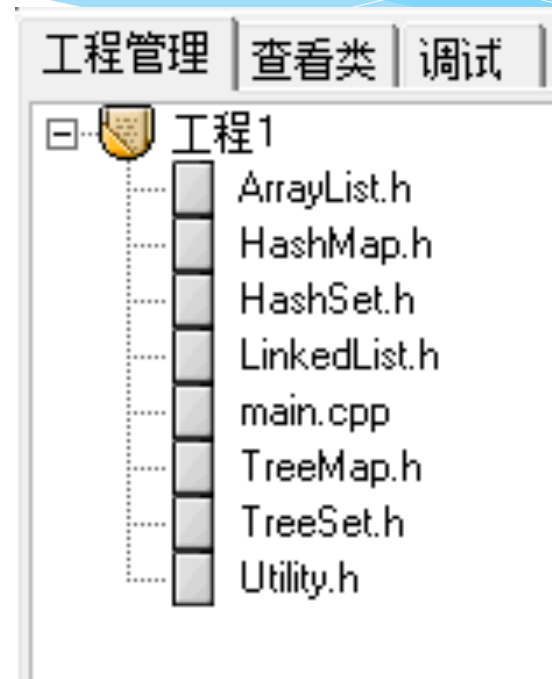 工程管理 查看类 调试
工程1
ArrayList.h
HashMap.h
HashSet.h
LinkedList.h
main.cpp
TreeMap.h
TreeSet.h
Utility.h